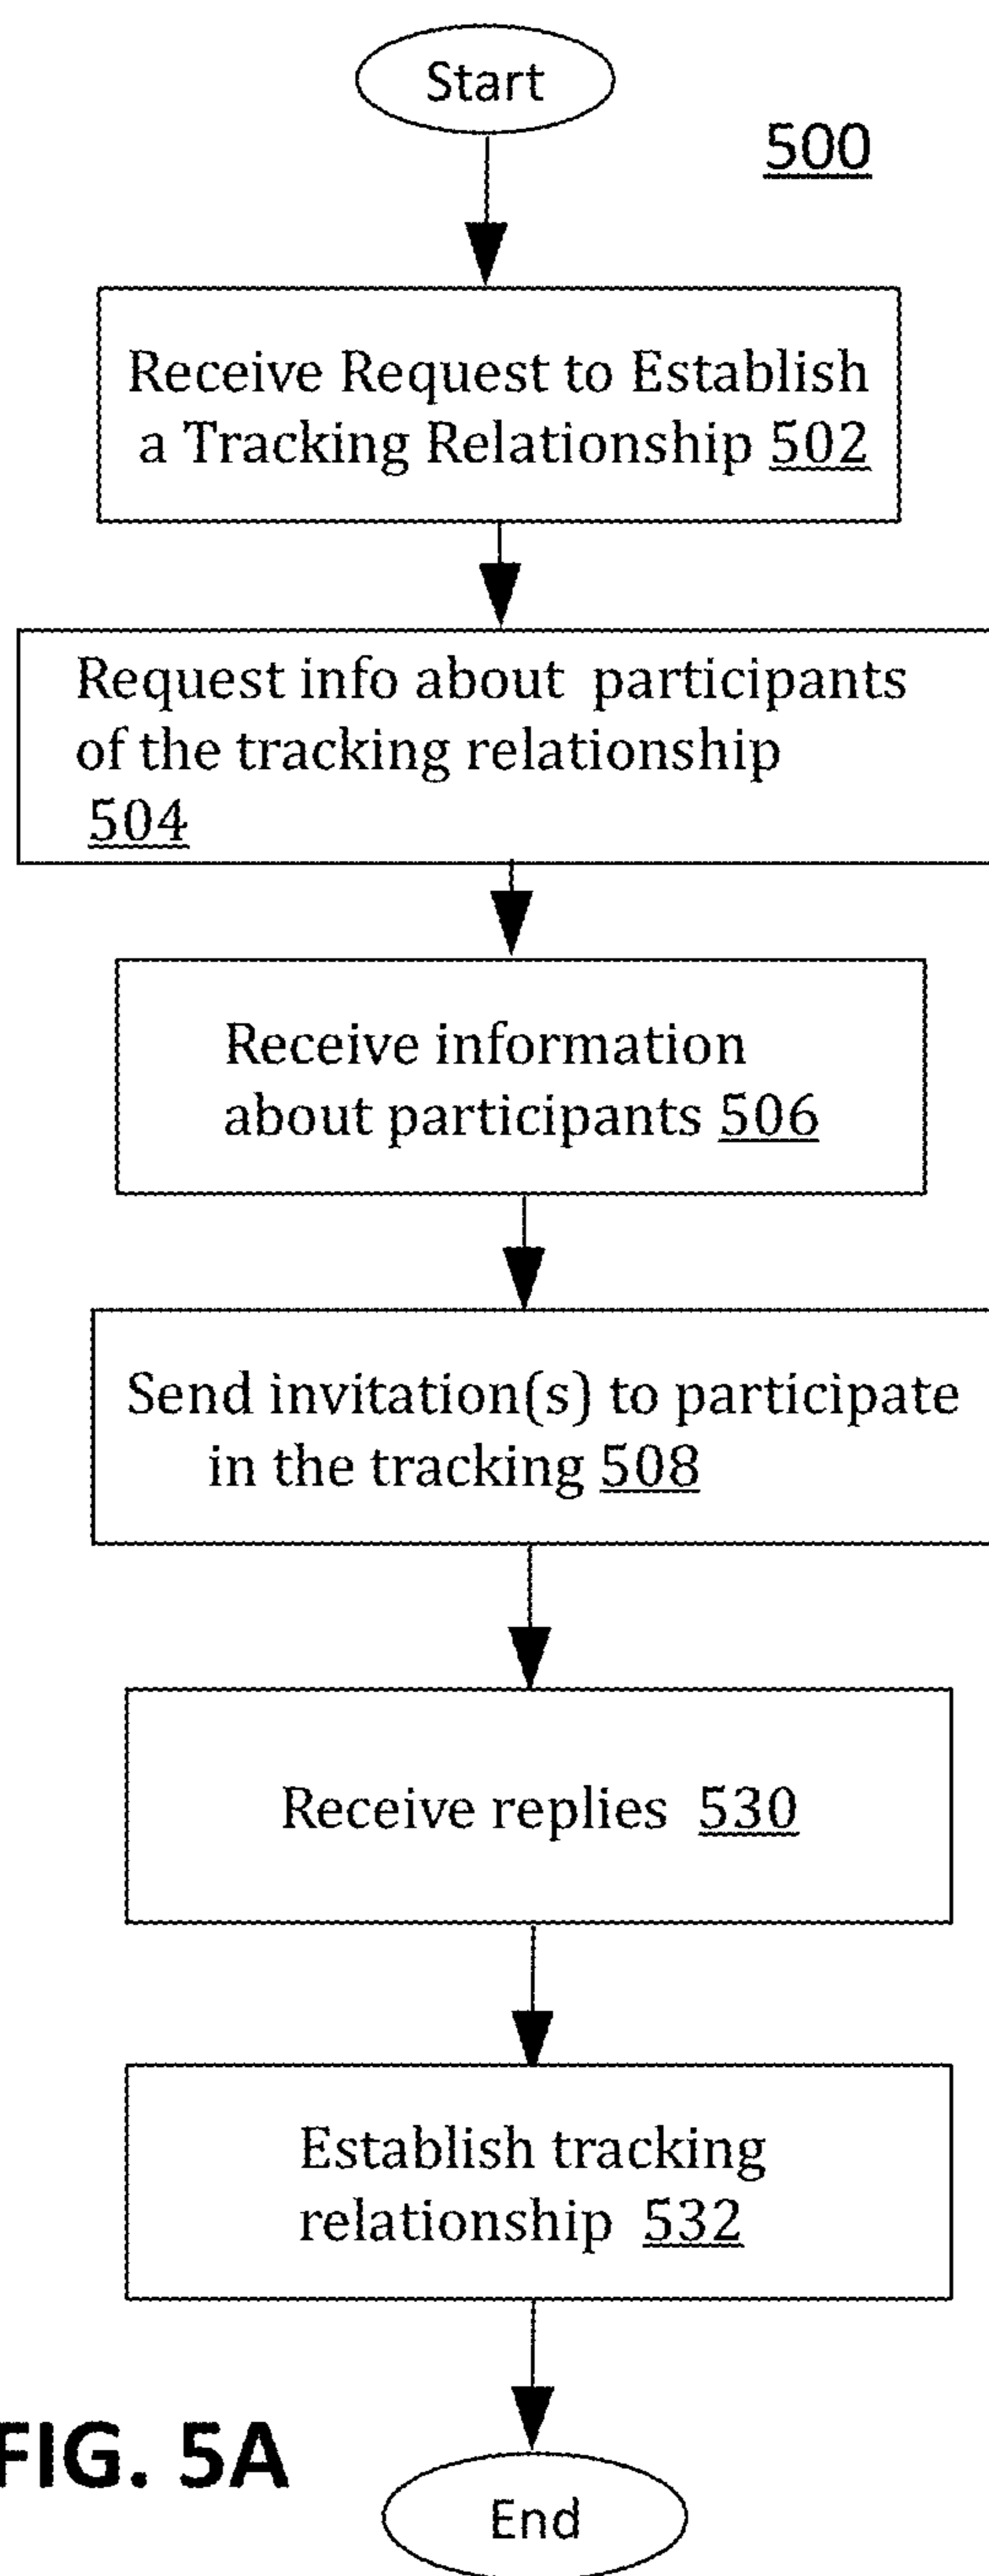 Start
500
Receive Request to Establish
a Tracking Relationship 502
Request info about participants
of the tracking relationship
504
Receive information
about participants 506
Send invitation(s) to participate
in the tracking 508
Receive replies 530
Establish tracking
relationship 532
FIG. 5A
End